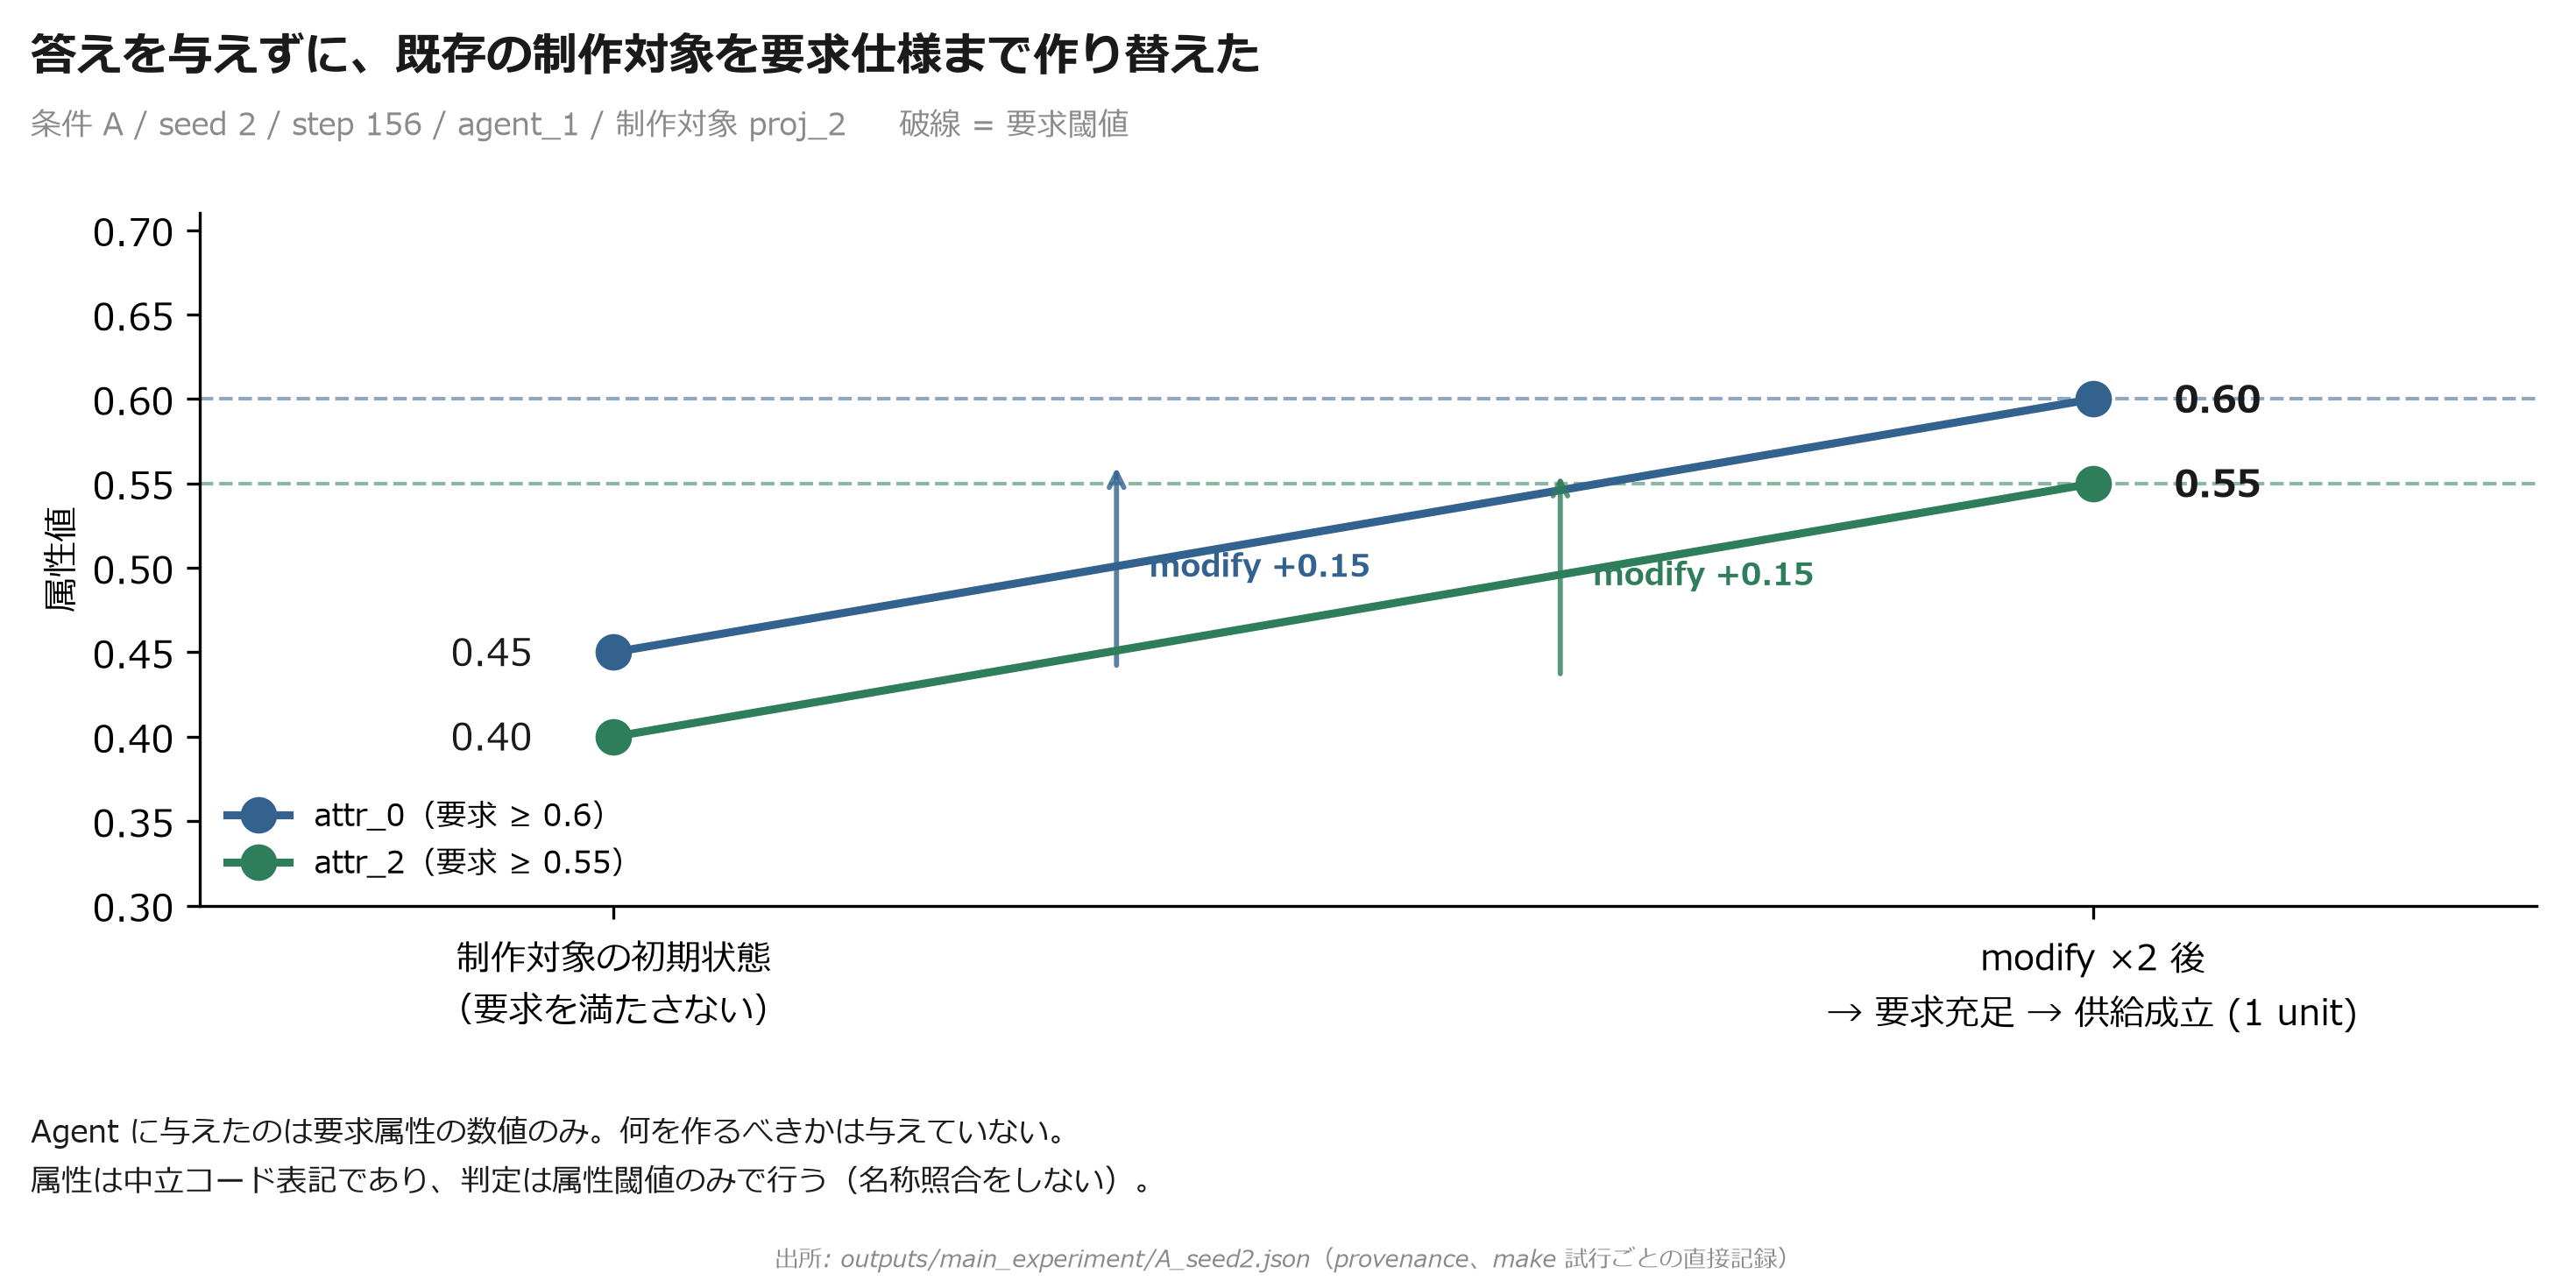 答えを与えずに、既存の制作対象を要求仕様まで作り替えた
条件 A / seed 2 / step 156 / agent_1 / 制作対象 proj_2 破線 = 要求閾値
属性値
0.70
0.65
0.60
0.55
0.50
0.45
0.40
0.35
0.30
0.60
0.55
modify +0.15
modify +0.15
0.45
0.40
attr_0（要求 ≥ 0.6）
attr_2（要求 ≥ 0.55）
制作対象の初期状態
（要求を満たさない）
modify ×2 後
→ 要求充足 → 供給成立 (1 unit)
Agent に与えたのは要求属性の数値のみ。何を作るべきかは与えていない。
属性は中立コード表記であり、判定は属性閾値のみで行う（名称照合をしない）。
出所: outputs/main_experiment/A_seed2.json（provenance、make 試行ごとの直接記録）